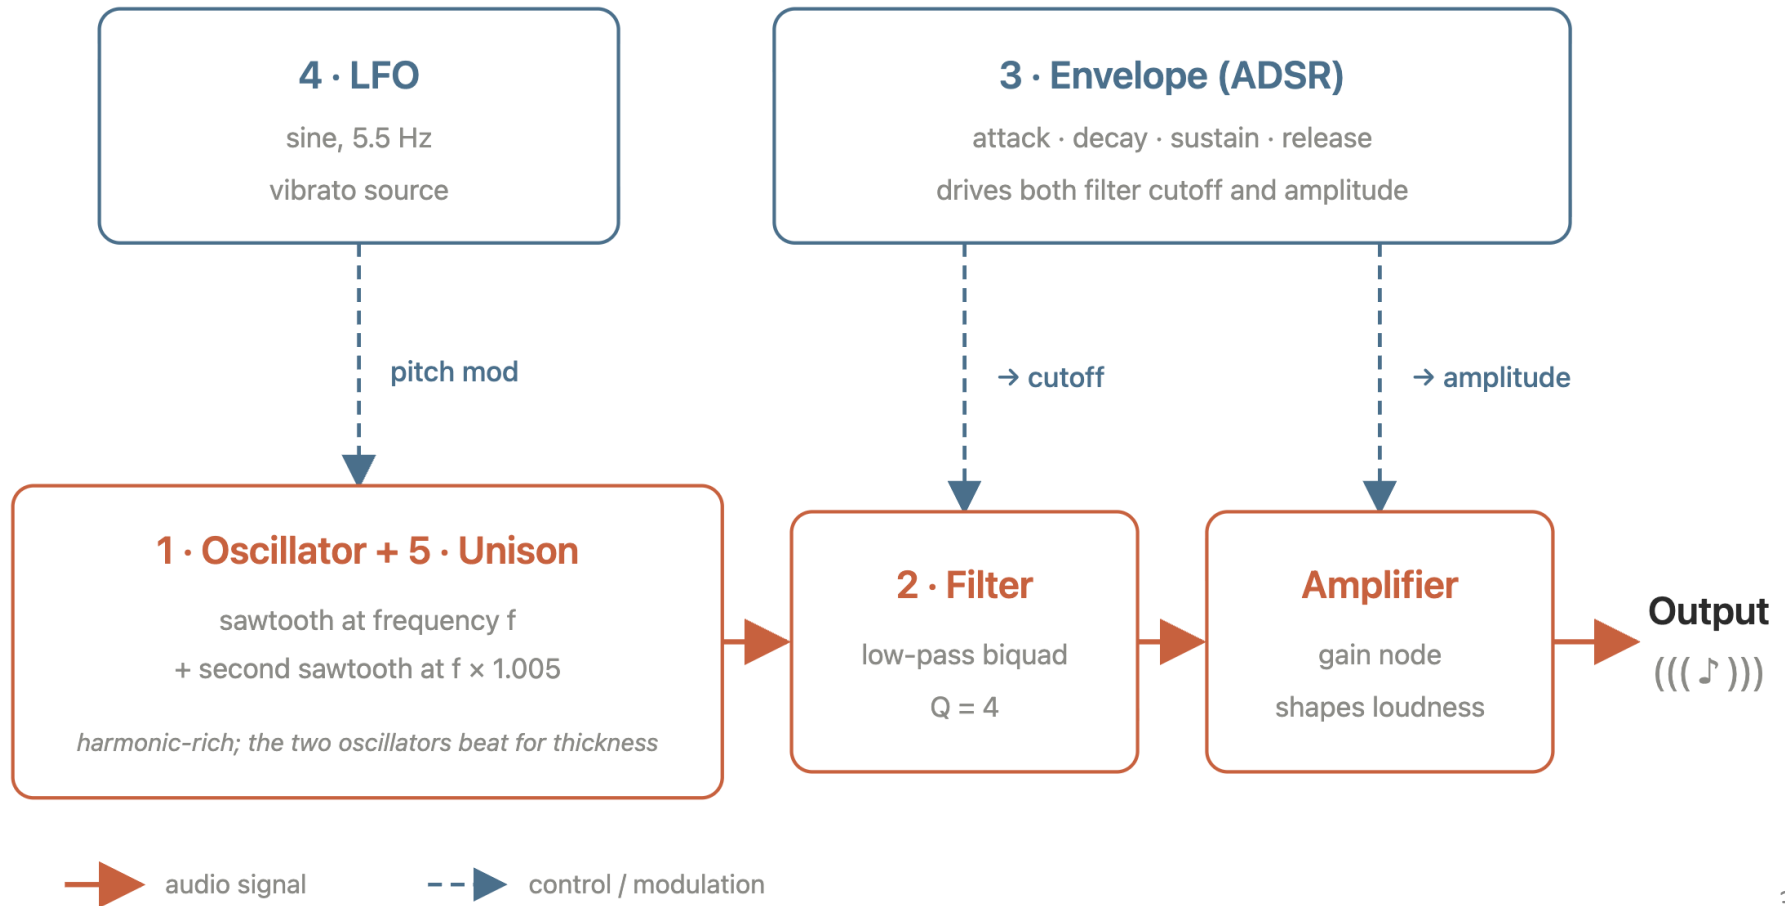 4 · LFO
sine, 5.5 Hz
vibrato source
3 · Envelope (ADSR)
attack · decay · sustain · release
drives both filter cutoff and amplitude
pitch mod
→ cutoff
→ amplitude
1 · Oscillator + 5 · Unison
sawtooth at frequency f
+ second sawtooth at f × 1.005
harmonic-rich; the two oscillators beat for thickness
2 · Filter
low-pass biquad
Q = 4
Amplifier
gain node
shapes loudness
Output
((( ♪ )))
audio signal
control / modulation